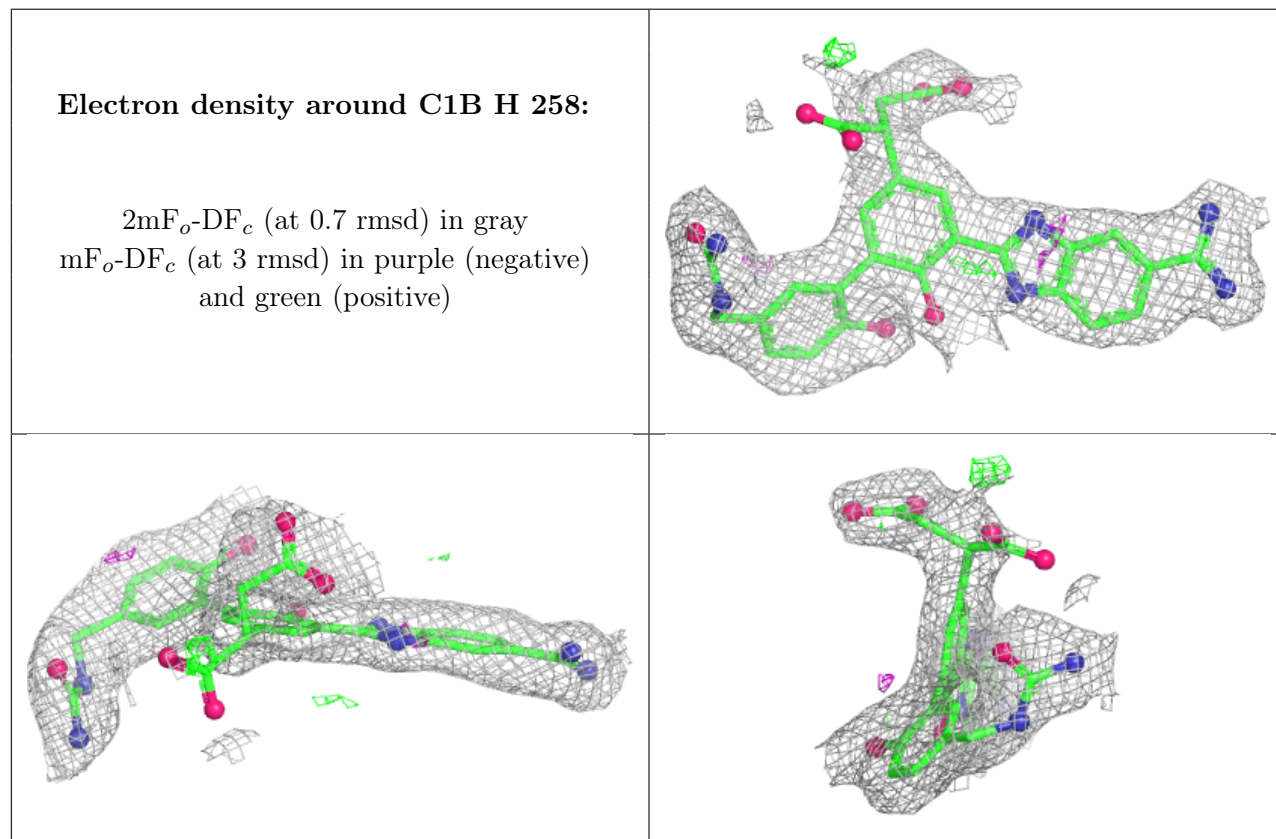 Electron density around C1B H 258:
2mFo-DFc (at 0.7 rmsd) in gray
mFo-DFc (at 3 rmsd) in purple (negative)
and green (positive)